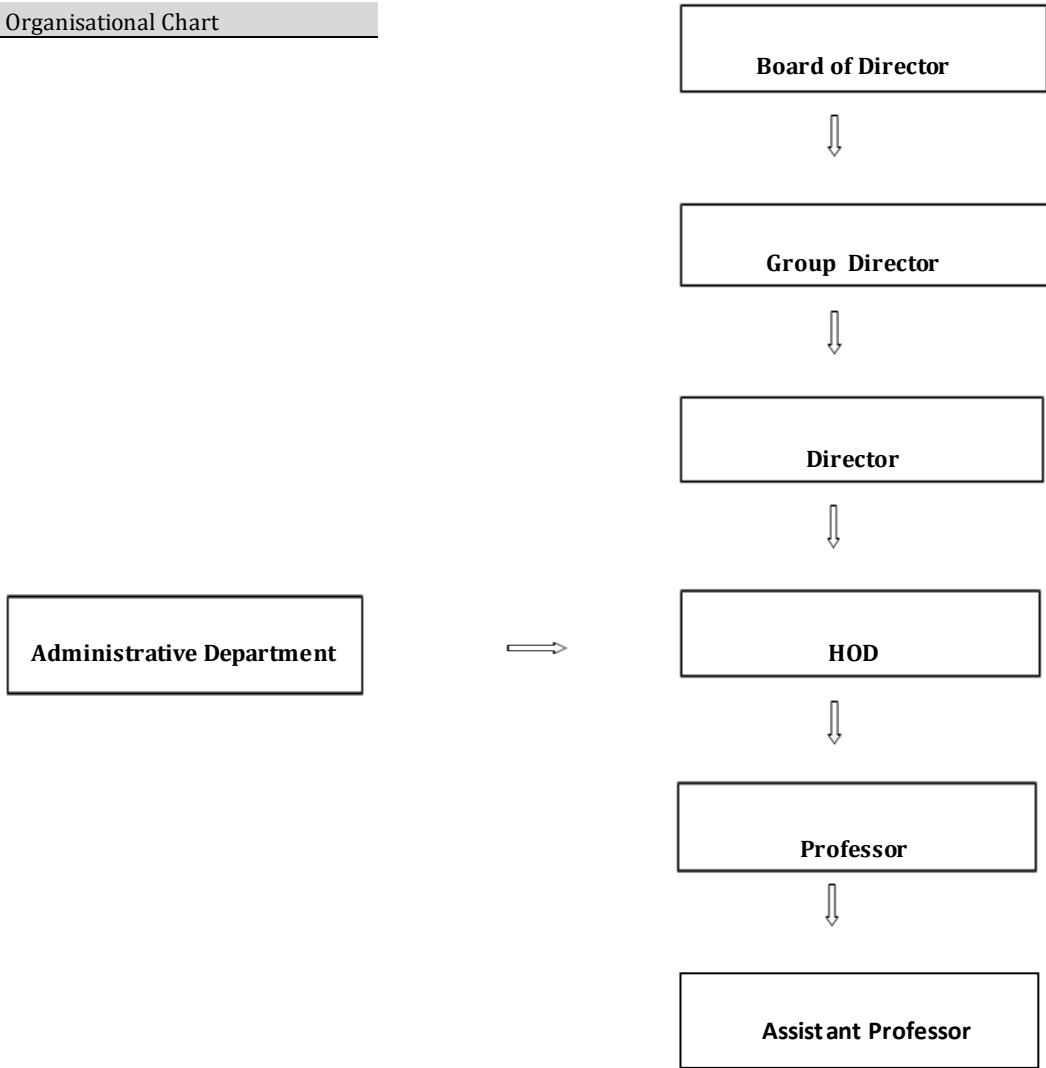 Organisational Chart
Board of Director
Group Director
Director
Administrative Department
HOD
Professor
Assistant Professor